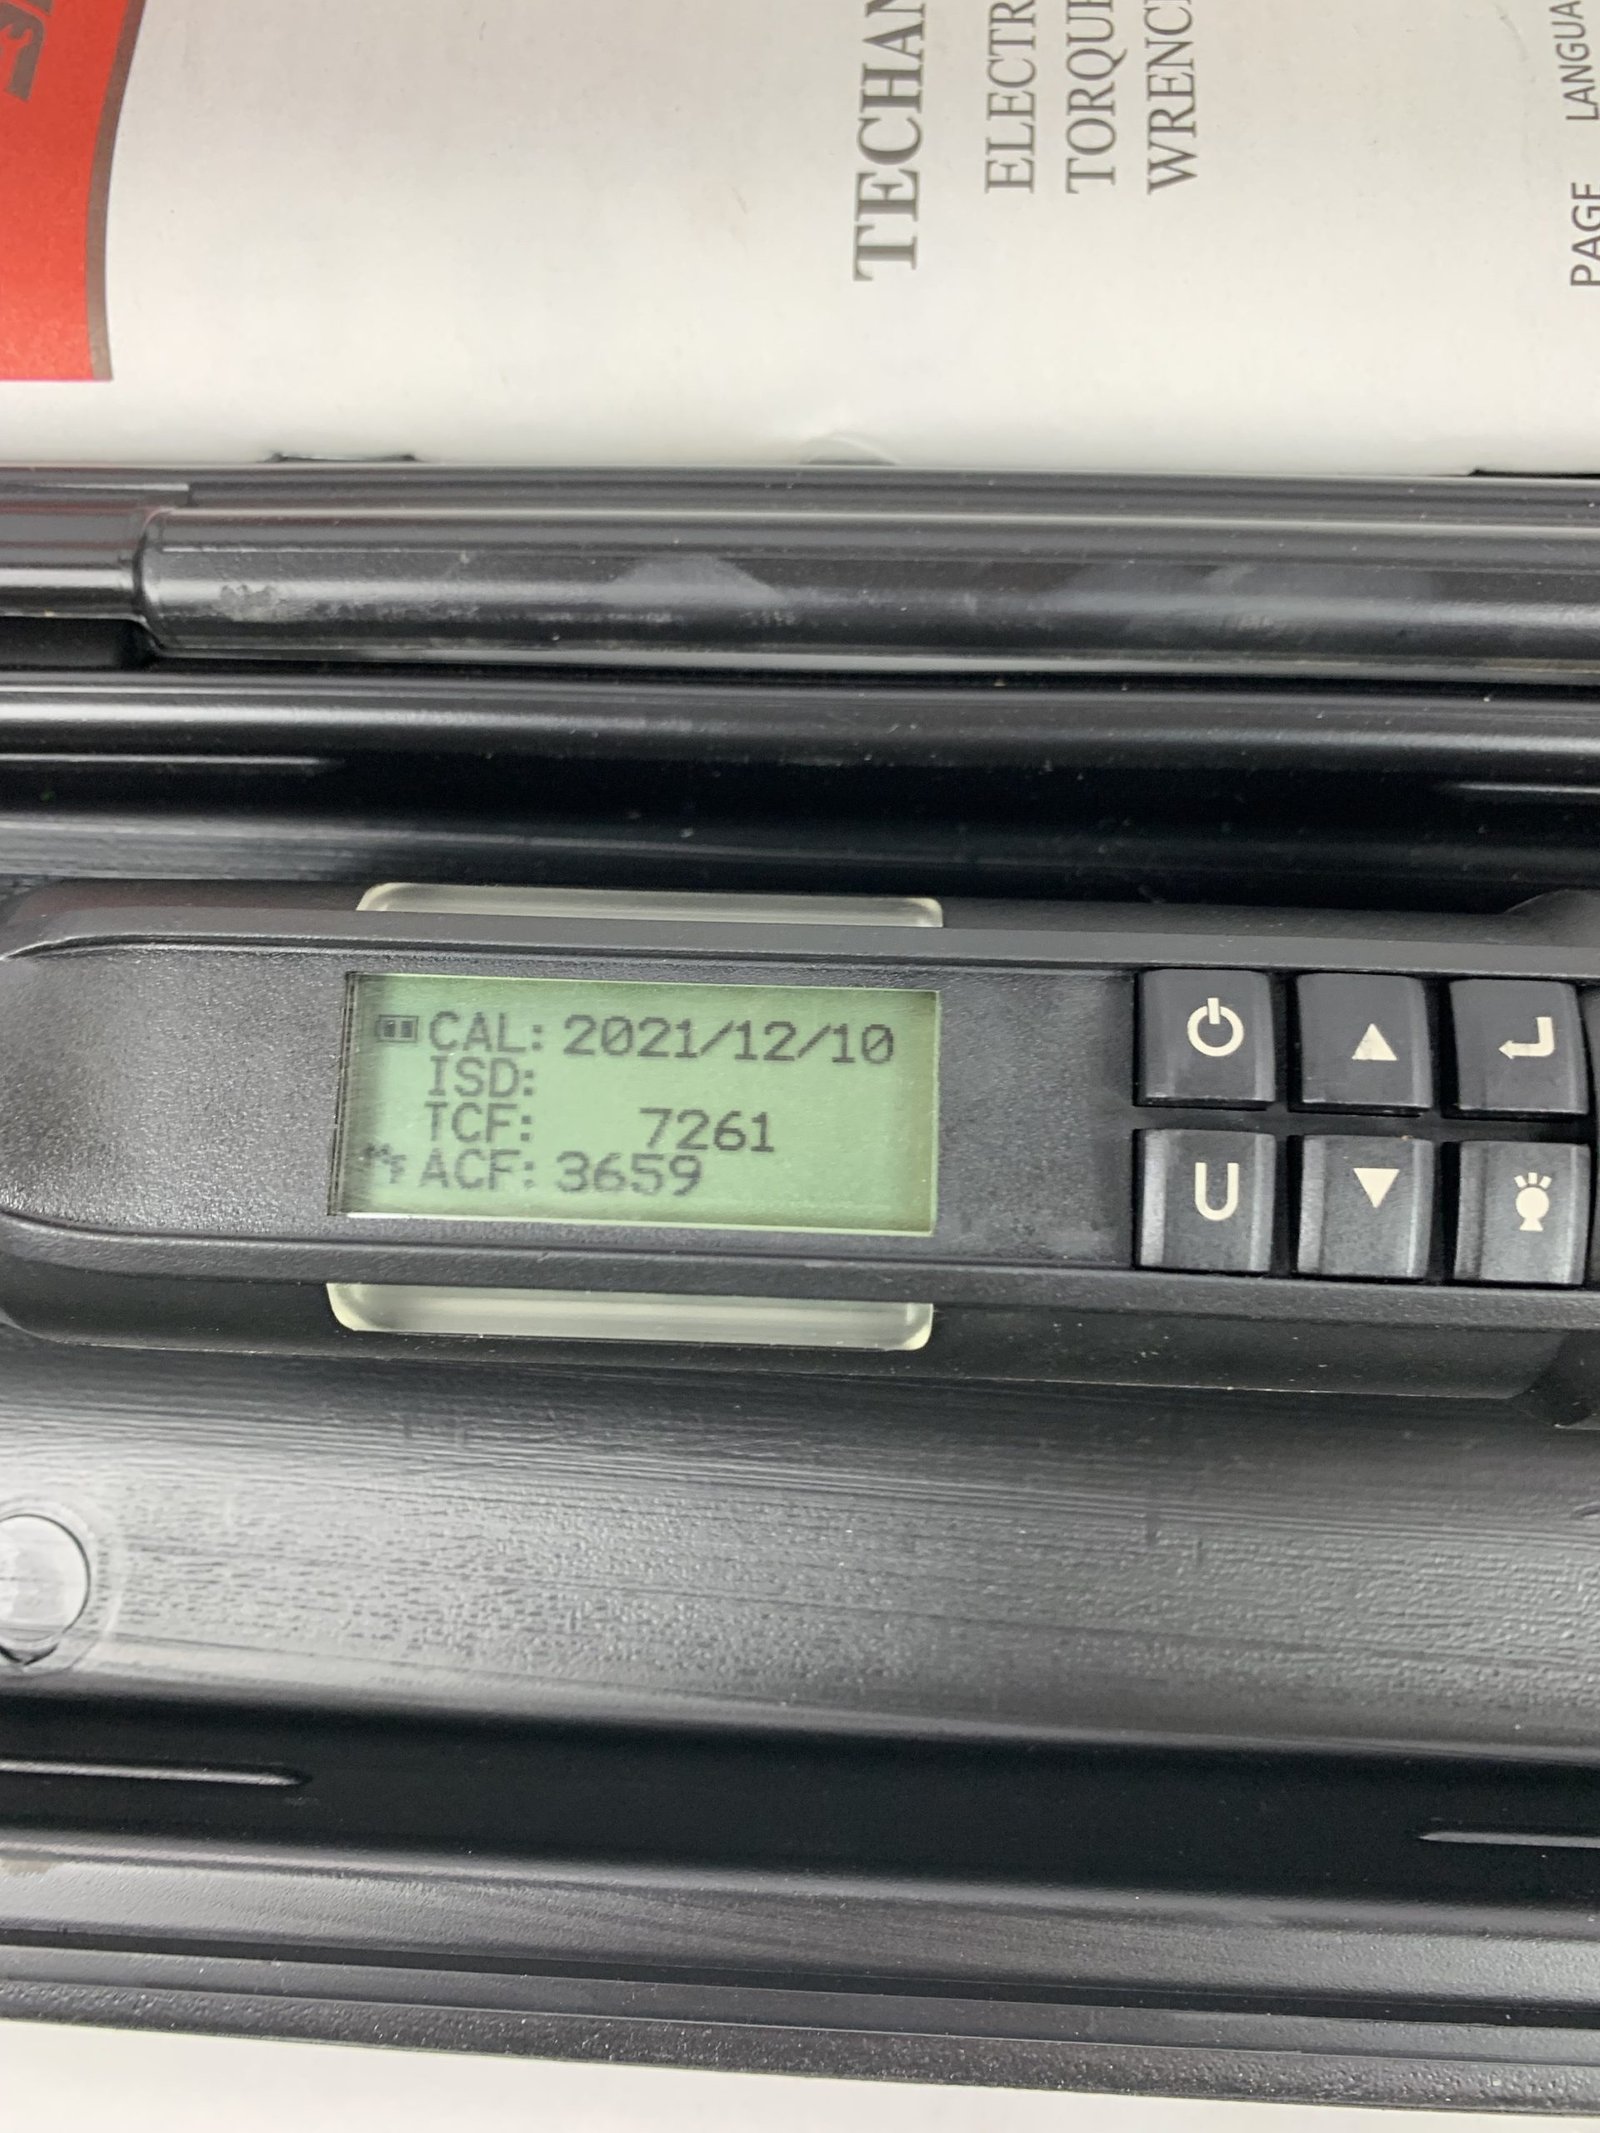 TECHAN
ELECTR
TORQUE
WRENC
PAGE LANGUA
CAL: 2021/12/10
ISD:
TCF: 7261
ACF: 3659
U